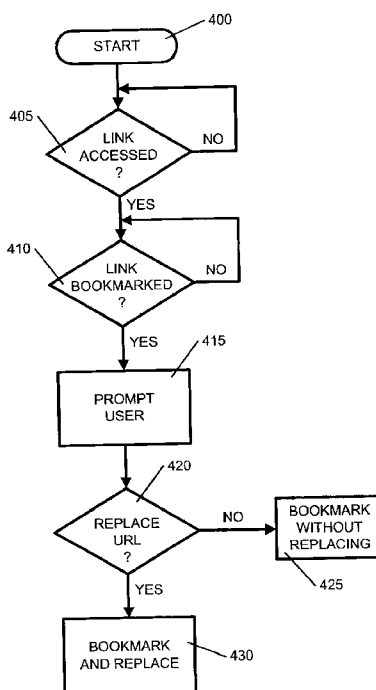 400
START
405
LINK
ACCESSED
?
NO
YES
410
LINK
BOOKMARKED
?
NO
YES
415
PROMPT
USER
420
REPLACE
URL
?
NO
BOOKMARK
WITHOUT
REPLACING
425
YES
BOOKMARK
AND REPLACE
430